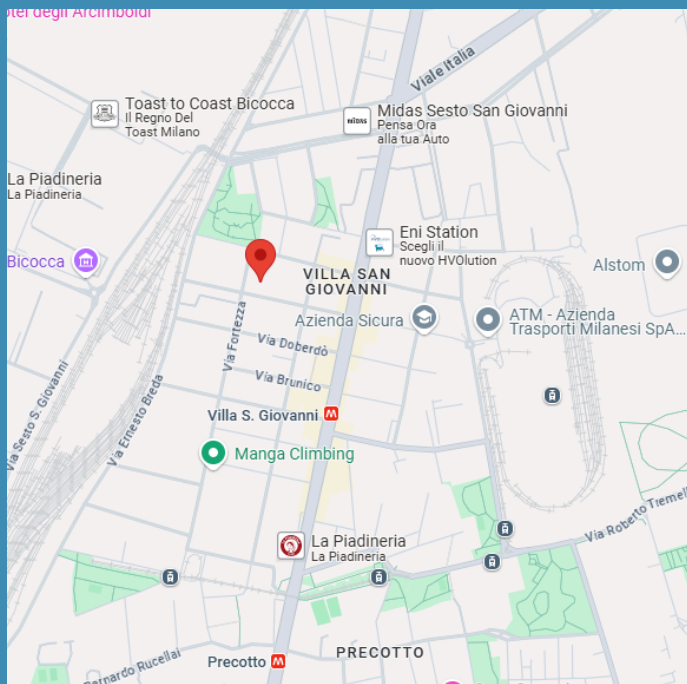 otel degli Arcimboldi
Viale Italia
Toast to Coast Bicocca
Il Regno Del
Toast Milano
MIDAS
Midas Sesto San Giovanni
Pensa Ora
alla tua Auto
La Piadineria
La Piadineria
Eni Station
Scegli il
nuovo HVOlution
Bicocca
VILLA SAN
GIOVANNI
Alstom
Azienda Sicura
ATM - Azienda
Trasporti Milanesi SpA...
Via Fortezza
Via Doberdò
Via Brunico
Via Sesto S. Giovanni
Via Ernesto Breda
Villa S. Giovanni M
Manga Climbing
La Piadineria
La Piadineria
Via Roberto Tremell
PRECOTTO
Bernardo Rucellai
Precotto M